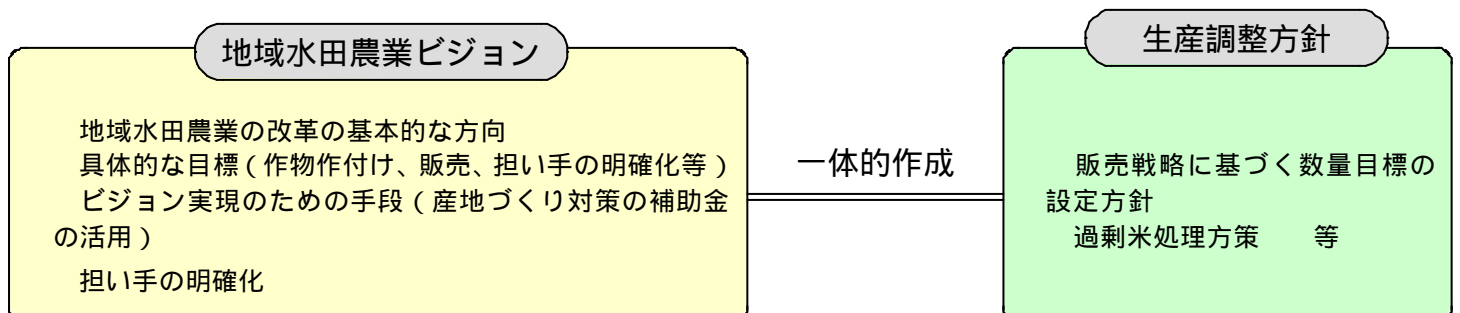 地域水田農業ビジョン
地域水田農業の改革の基本的な方向
具体的な目標(作物作付け、販売、担い手の明確化等)
ビジョン実現のための手段(産地づくり対策の補助金
の活用)
担い手の明確化
一体的作成
生産調整方針
販売戦略に基づく数量目標の
設定方針
過剰米処理方策　　等